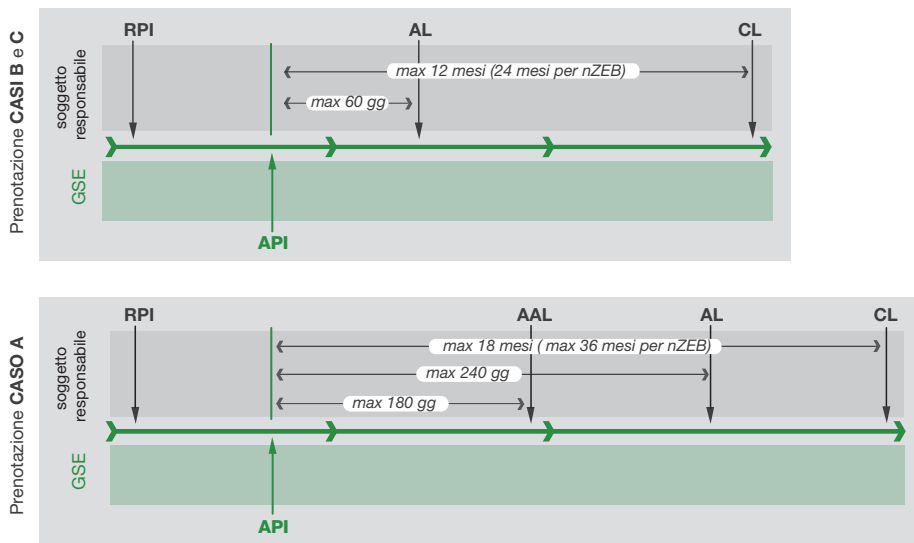 Prenotazione CASI B e C
soggetto
responsabile
GSE
RPI
AL
CL
max 12 mesi (24 mesi per nZEB)
max 60 gg
API
Prenotazione CASO A
soggetto
responsabile
GSE
RPI
AAL
AL
CL
max 18 mesi ( max 36 mesi per nZEB)
max 240 gg
max 180 gg
API